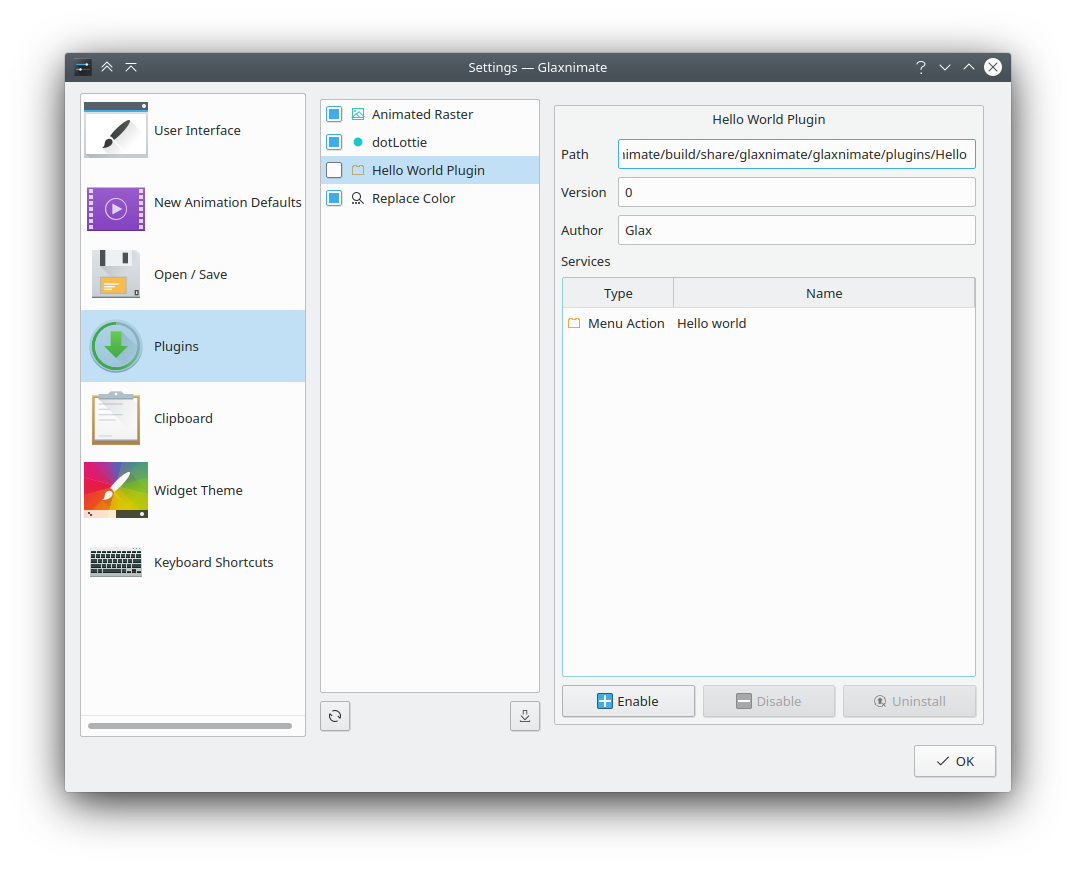 Settings — Glaxnimate
User Interface
New Animation Defaults
Open / Save
Plugins
Clipboard
Widget Theme
Keyboard Shortcuts
Animated Raster
dotLottie
Hello World Plugin
Replace Color
Hello World Plugin
Path imate/build/share/glaxnimate/glaxnimate/plugins/Hello
Version 0
Author Glax
Services
Type Name
Menu Action Hello world
Enable Disable Uninstall
OK